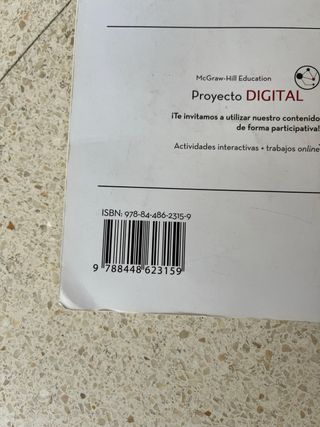 McGraw-Hill Education
Proyecto DIGITAL
¡Te invitamos a utilizar nuestro contenido
de forma participativa!
Actividades interactivas • trabajos online
ISBN: 978-84-486-2315-9
9 788448 623159